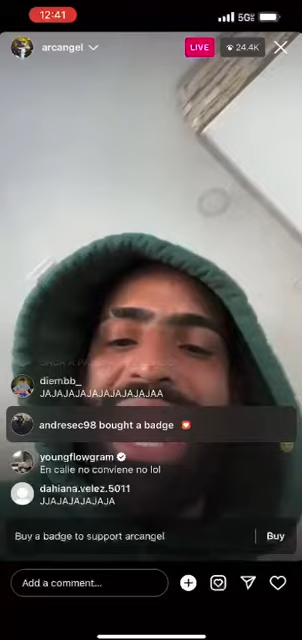 12:41
5G
arcangel
LIVE
24.4K
diembb_
JAJAJAJAJAJAJAJAJAJAA
andresec98 bought a badge
youngflowgram
En calle no conviene no lol
dahiana.velez.5011
JJAJAJAJAJAJA
Buy a badge to support arcangel
Buy
Add a comment...